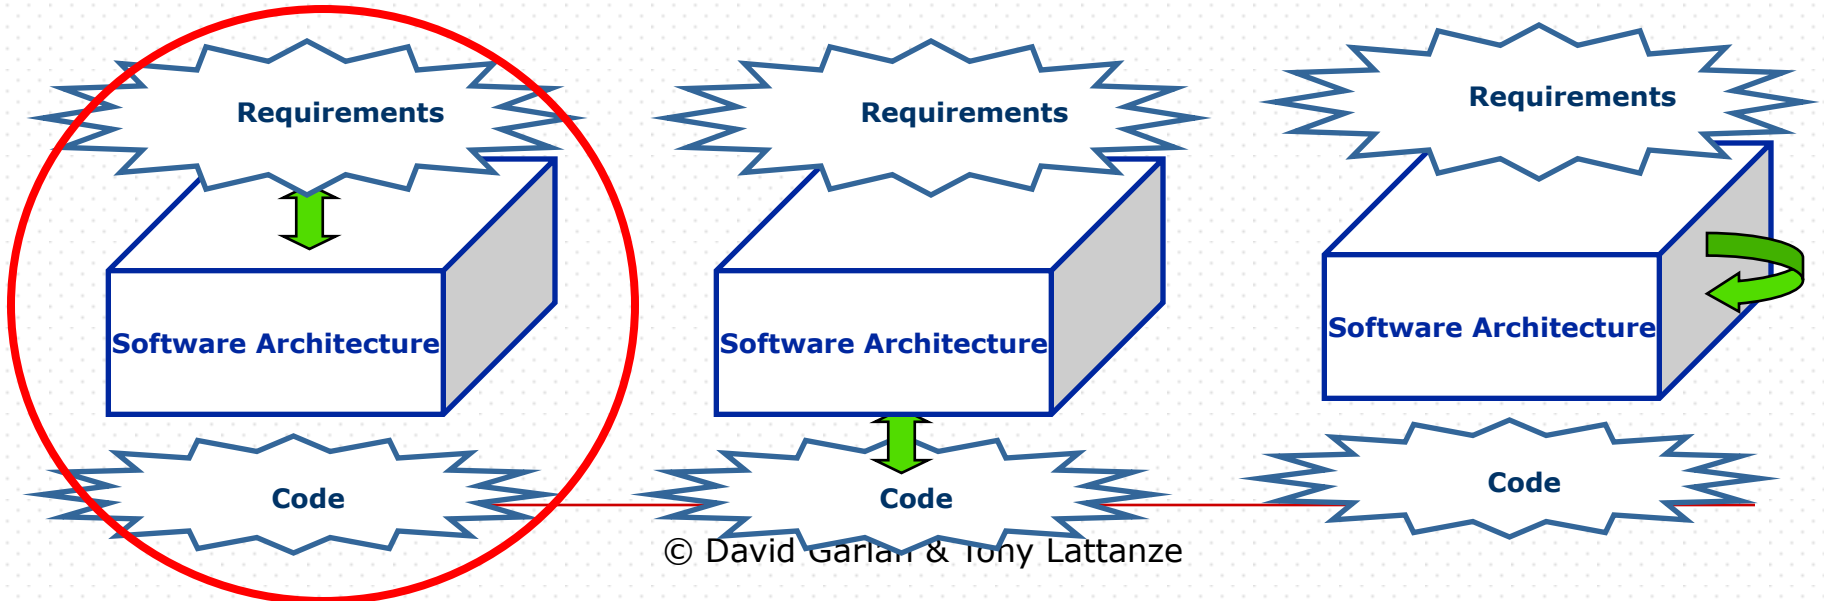 Requirements
Software Architecture
Code
Requirements
Software Architecture
Code
Requirements
Software Architecture
Code
© David Garlan & Tony Lattanze